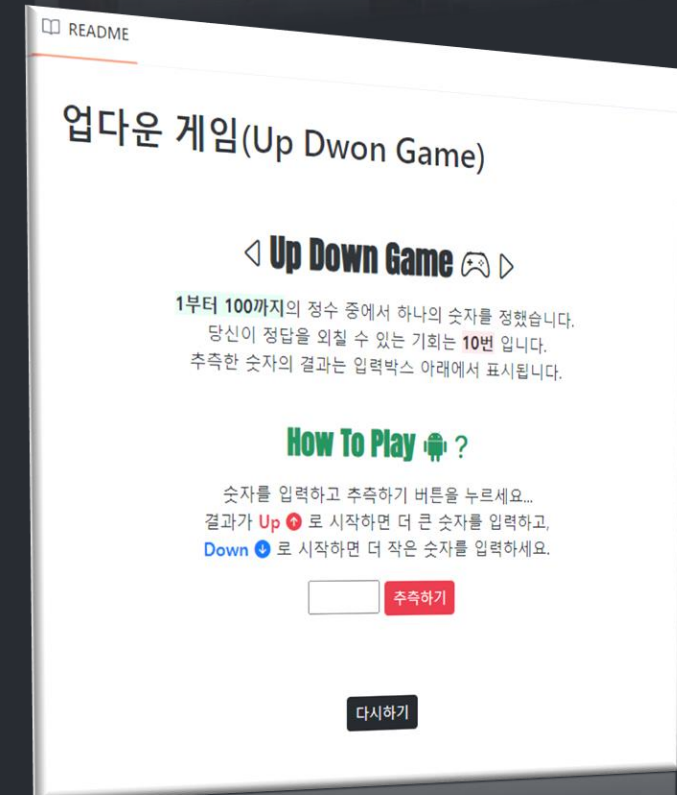 README
업다운 게임(Up Dwon Game)
Up Down Game
1부터 100까지의 정수 중에서 하나의 숫자를 정했습니다.
당신이 정답을 외칠 수 있는 기회는 10번 입니다.
추측한 숫자의 결과는 입력박스 아래에서 표시됩니다.
How To Play ?
숫자를 입력하고 추측하기 버튼을 누르세요...
결과가 Up 로 시작하면 더 큰 숫자를 입력하고,
Down 로 시작하면 더 작은 숫자를 입력하세요.
추측하기
다시하기